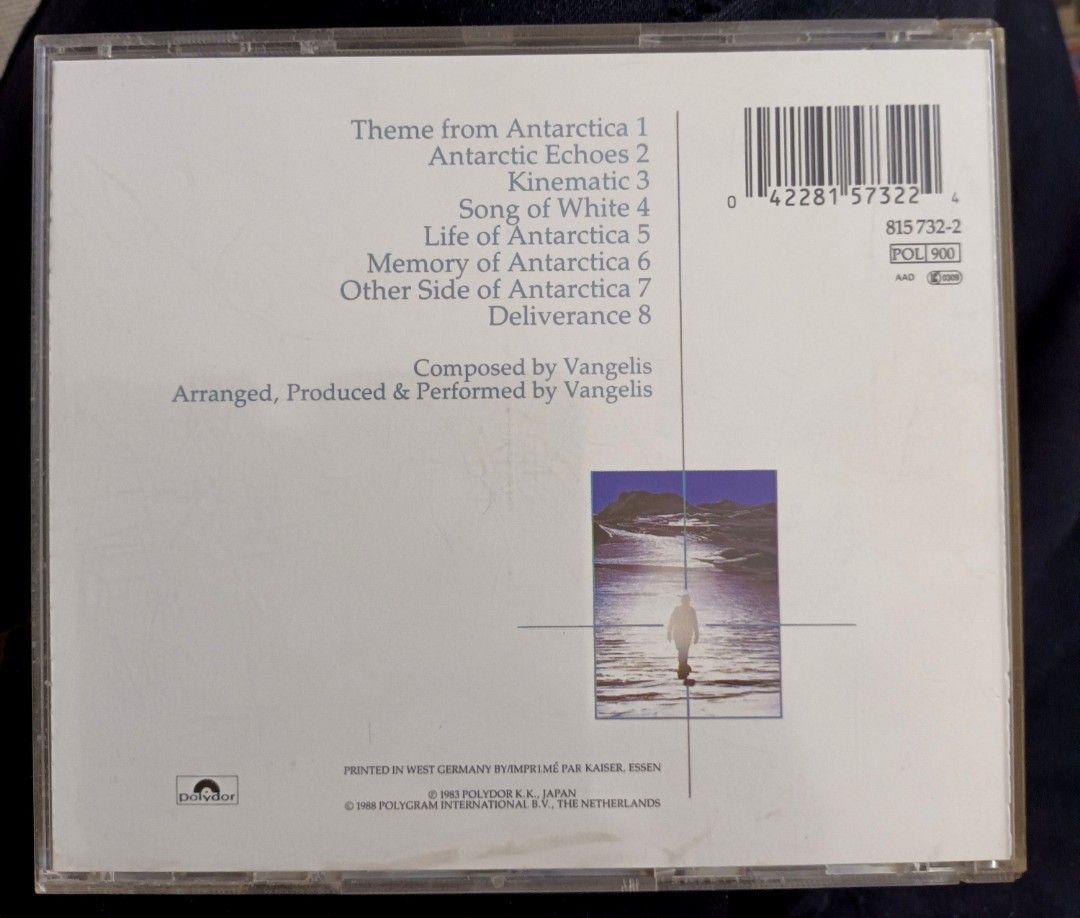 Theme from Antarctica 1
Antarctic Echoes 2
Kinematic 3
Song of White 4
Life of Antarctica 5
Memory of Antarctica 6
Other Side of Antarctica 7
Deliverance 8
Composed by Vangelis
Arranged, Produced & Performed by Vangelis
0 42281 57322 4
815 732-2
POL 900
AAD
polydor
PRINTED IN WEST GERMANY BY/IMPRIMÉ PAR KAISER, ESSEN
℗ 1983 POLYDOR K.K., JAPAN
© 1988 POLYGRAM INTERNATIONAL B.V., THE NETHERLANDS